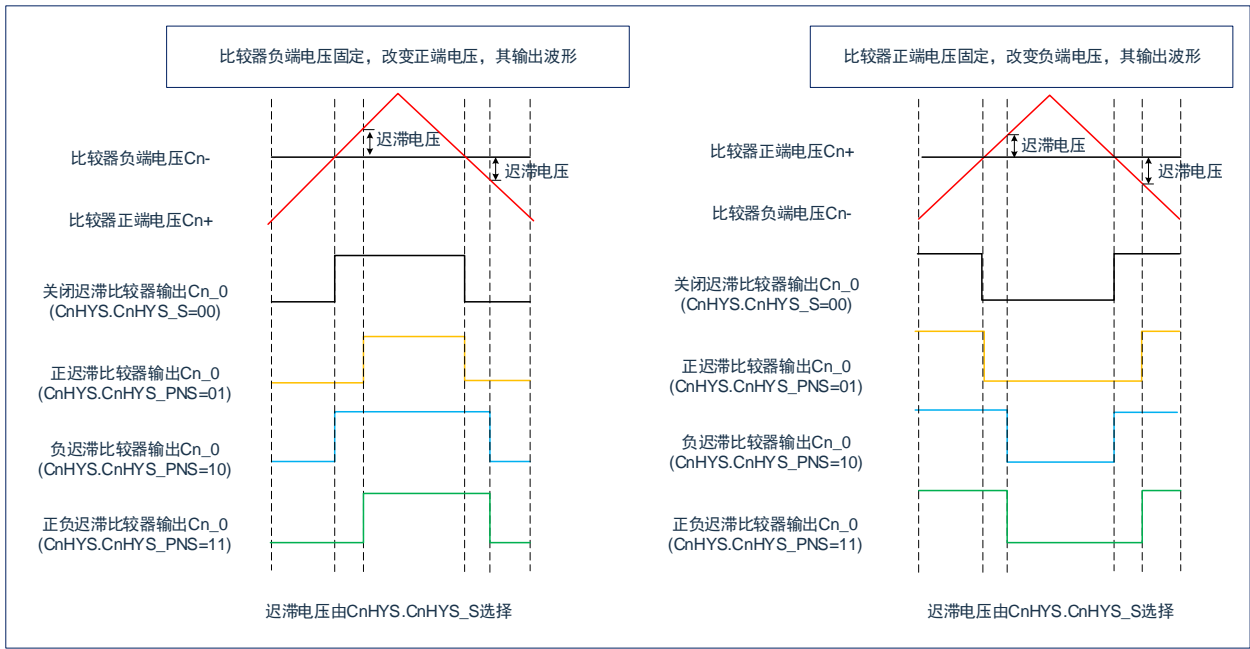 比较器负端电压固定，改变正端电压，其输出波形
迟滞电压
比较器负端电压Cn-
迟滞电压
比较器正端电压Cn+
关闭迟滞比较器输出Cn_0
(CnHYS.CnHYS_S=00)
正迟滞比较器输出Cn_0
(CnHYS.CnHYS_PNS=01)
负迟滞比较器输出Cn_0
(CnHYS.CnHYS_PNS=10)
正负迟滞比较器输出Cn_0
(CnHYS.CnHYS_PNS=11)
迟滞电压由CnHYS.CnHYS_S选择
比较器正端电压固定，改变负端电压，其输出波形
迟滞电压
比较器正端电压Cn+
迟滞电压
比较器负端电压Cn-
关闭迟滞比较器输出Cn_0
(CnHYS.CnHYS_S=00)
正迟滞比较器输出Cn_0
(CnHYS.CnHYS_PNS=01)
负迟滞比较器输出Cn_0
(CnHYS.CnHYS_PNS=10)
正负迟滞比较器输出Cn_0
(CnHYS.CnHYS_PNS=11)
迟滞电压由CnHYS.CnHYS_S选择